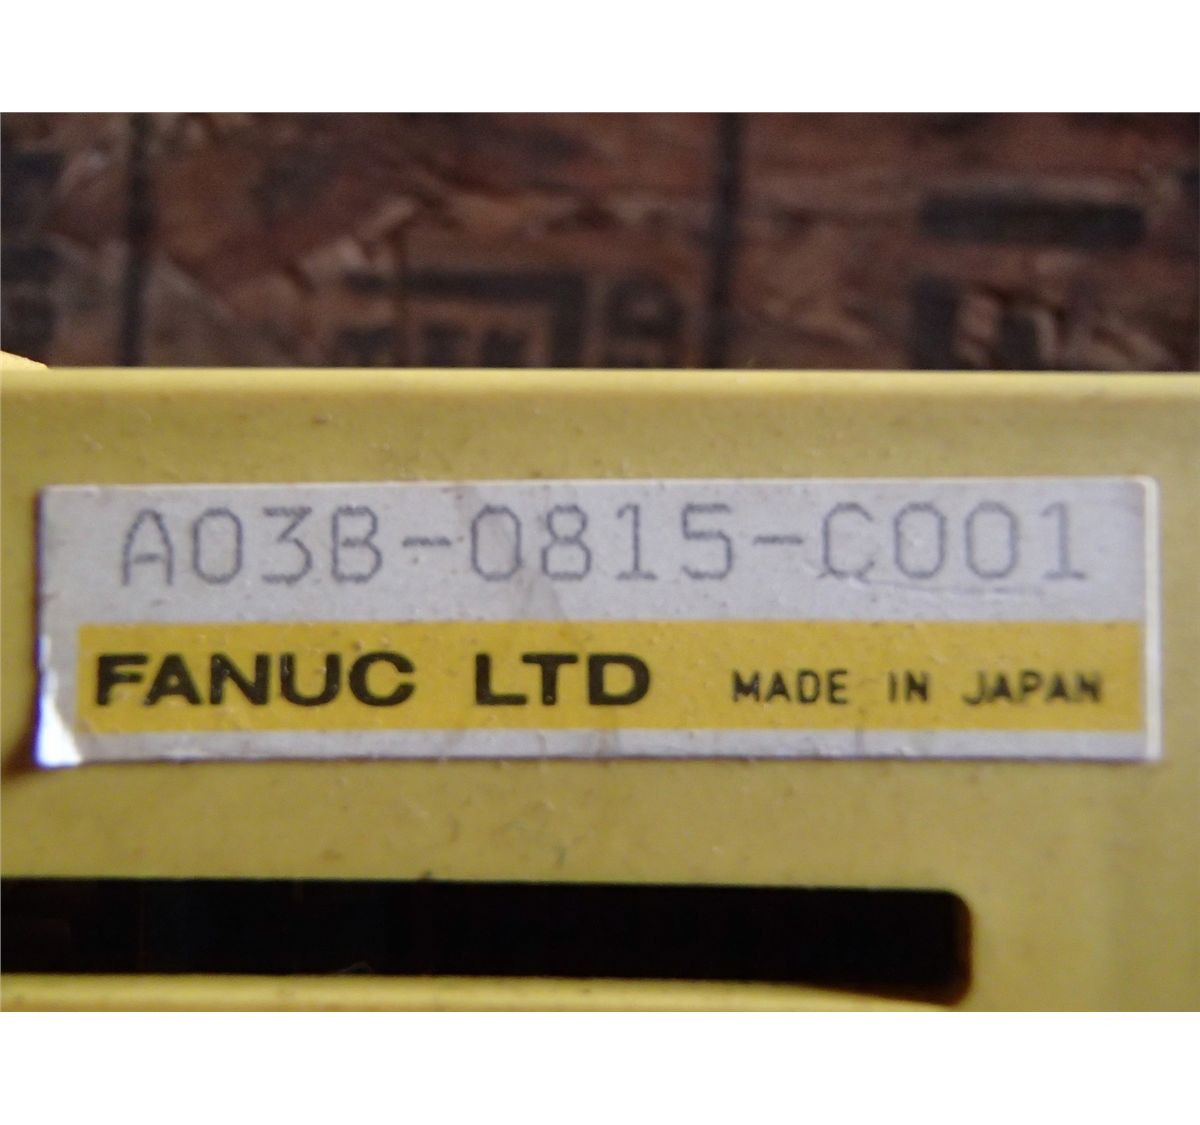 A03B-0815-C001
FANUC LTD MADE IN JAPAN